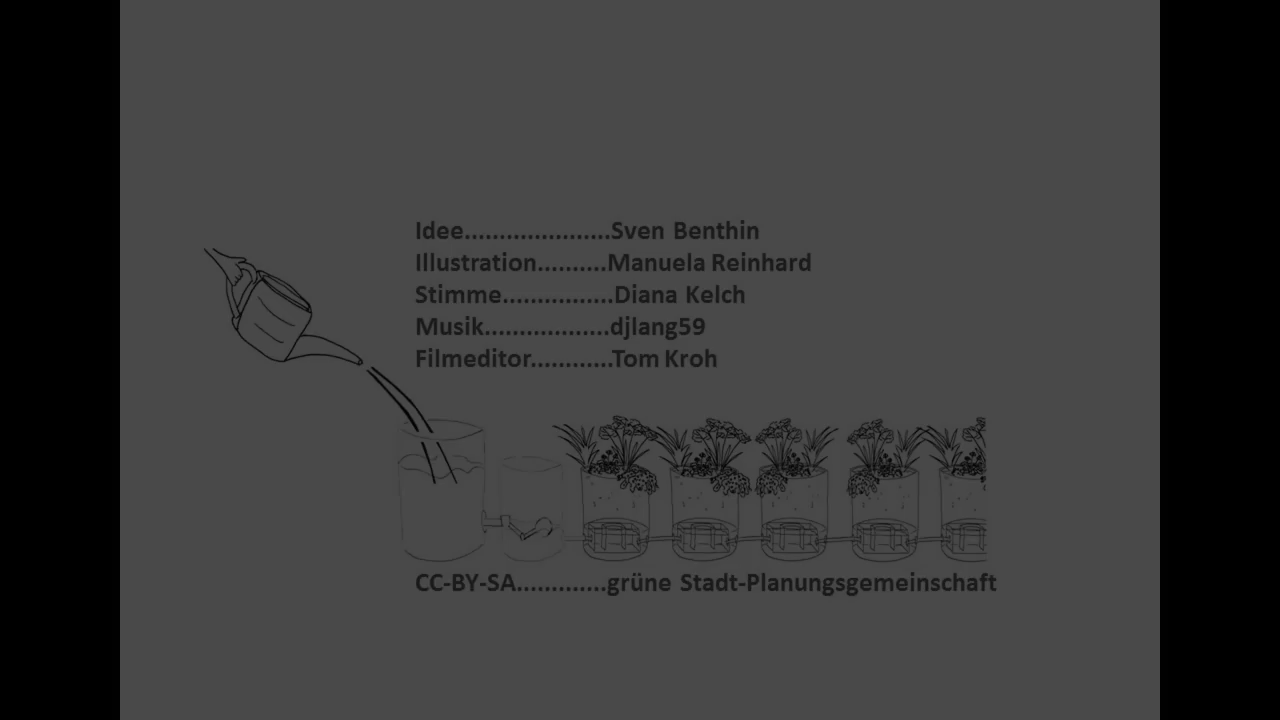 Idee.....................Sven Benthin
Illustration..........Manuela Reinhard
Stimme................Diana Kelch
Musik..................djlang59
Filmeditor............Tom Kroh
CC-BY-SA.............grüne Stadt-Planungsgemeinschaft